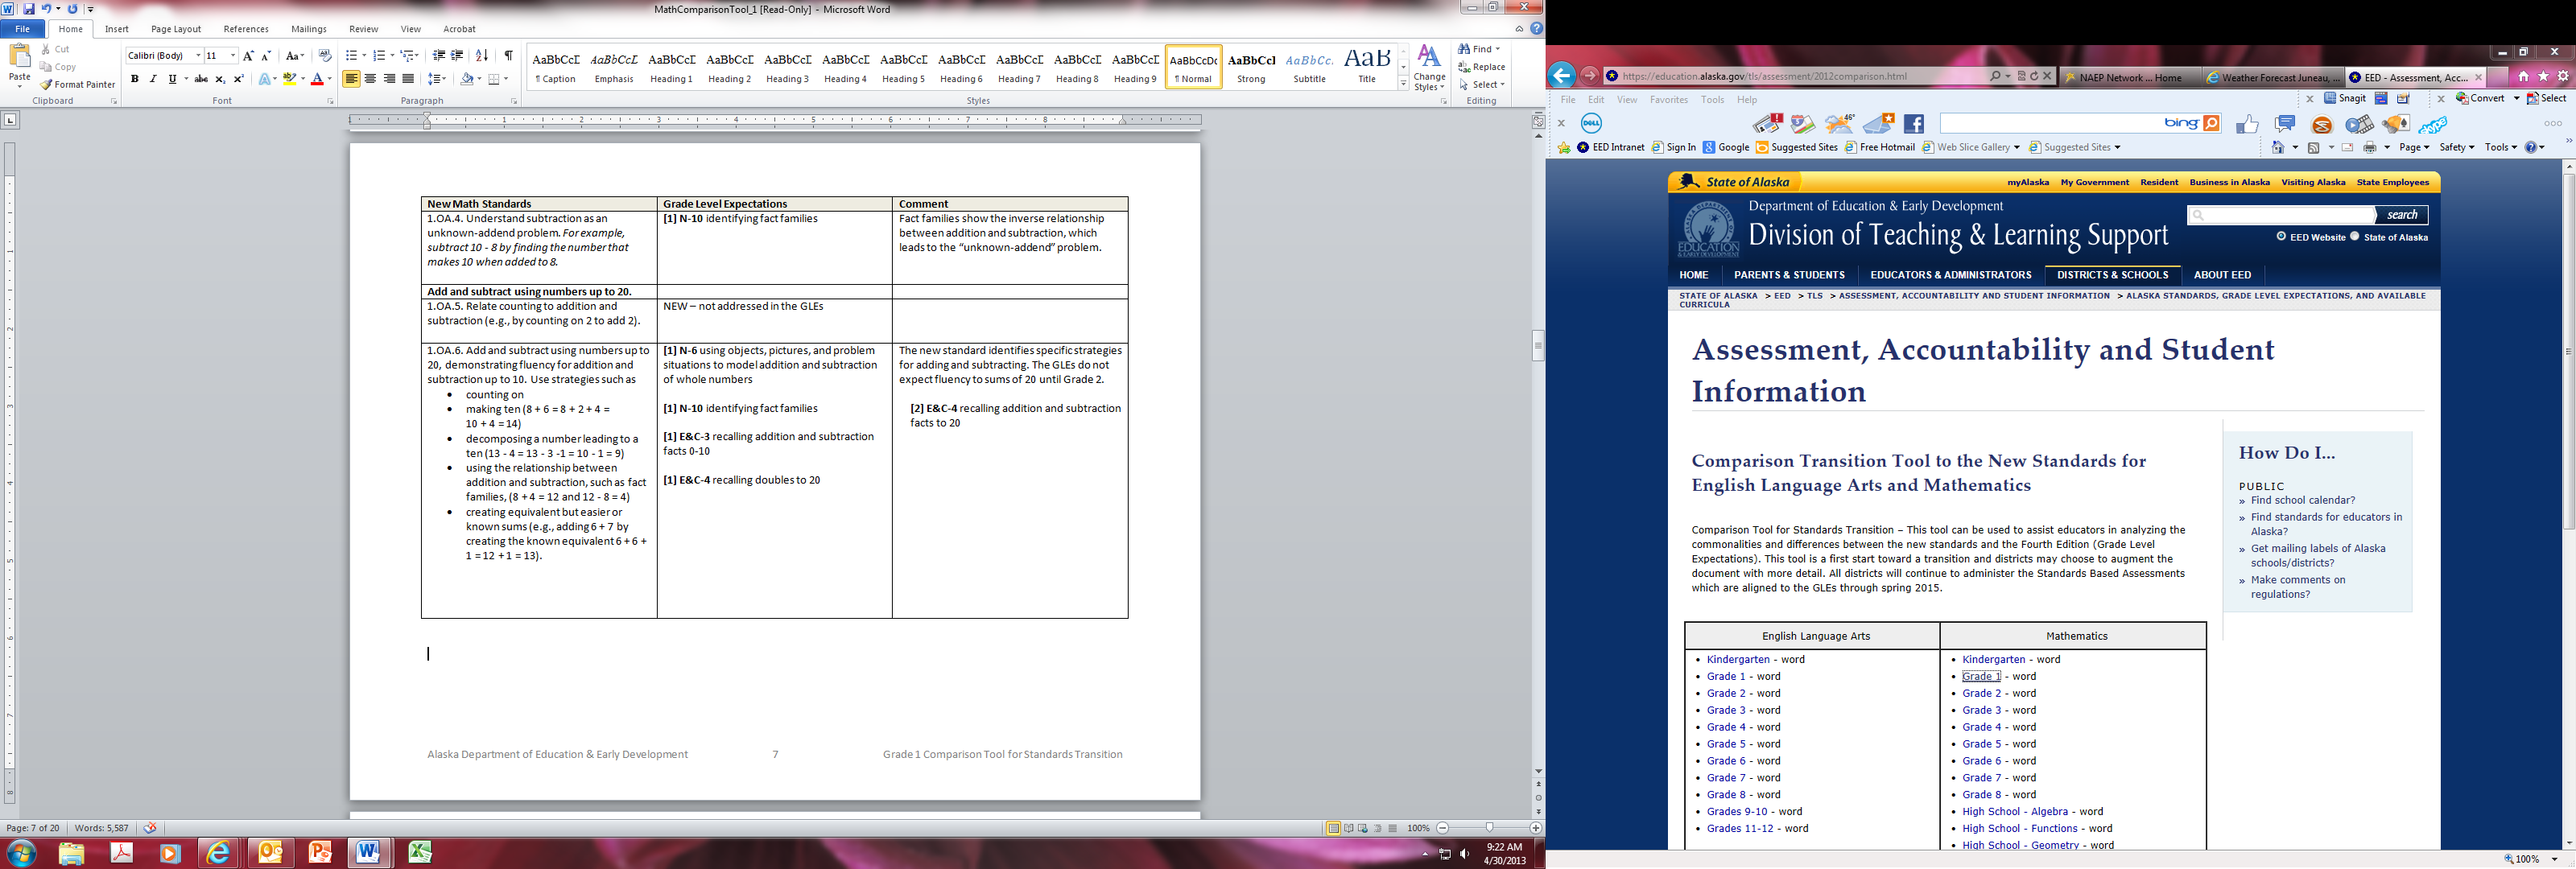 MathComparisonTool_1 [Read-Only] - Microsoft Word
File Home Insert Page Layout References Mailings Review View Acrobat
Paste
Cut
Copy
Format Painter
Clipboard
Calibri (Body) 11
Font
Paragraph
¶ Caption Emphasis Heading 1 Heading 2 Heading 3 Heading 4 Heading 5 Heading 6 Heading 7 Heading 8 Heading 9 ¶ Normal Strong Subtitle Title
Styles
Change Styles
Find
Replace
Select
Editing
New Math Standards
Grade Level Expectations
Comment
1.OA.4. Understand subtraction as an
unknown-addend problem. For example,
subtract 10 - 8 by finding the number that
makes 10 when added to 8.
[1] N-10 identifying fact families
Fact families show the inverse relationship
between addition and subtraction, which
leads to the “unknown-addend” problem.
Add and subtract using numbers up to 20.
1.OA.5. Relate counting to addition and
subtraction (e.g., by counting on 2 to add 2).
NEW – not addressed in the GLEs
1.OA.6. Add and subtract using numbers up to
20, demonstrating fluency for addition and
subtraction up to 10. Use strategies such as
• counting on
• making ten (8 + 6 = 8 + 2 + 4 =
10 + 4 = 14)
• decomposing a number leading to a
ten (13 - 4 = 13 - 3 -1 = 10 - 1 = 9)
• using the relationship between
addition and subtraction, such as fact
families, (8 + 4 = 12 and 12 - 8 = 4)
• creating equivalent but easier or
known sums (e.g., adding 6 + 7 by
creating the known equivalent 6 + 6 +
1 = 12 + 1 = 13).
[1] N-6 using objects, pictures, and problem
situations to model addition and subtraction
of whole numbers
[1] N-10 identifying fact families
[1] E&C-3 recalling addition and subtraction
facts 0-10
[1] E&C-4 recalling doubles to 20
The new standard identifies specific strategies
for adding and subtracting. The GLEs do not
expect fluency to sums of 20 until Grade 2.
[2] E&C-4 recalling addition and subtraction
facts to 20
Alaska Department of Education & Early Development 7 Grade 1 Comparison Tool for Standards Transition
Page: 7 of 20 Words: 5,587
100%
9:22 AM
4/30/2013
https://education.alaska.gov/tls/assessment/2012comparison.html
NAEP Network ... Home
Weather Forecast Juneau, ...
EED - Assessment, Acc...
File Edit View Favorites Tools Help
Snagit
Convert
Select
DELL
46°
bing
EED Intranet Sign In Google Suggested Sites Free Hotmail Web Slice Gallery Suggested Sites
Page Safety Tools
State of Alaska
myAlaska My Government Resident Business in Alaska Visiting Alaska State Employees
EDUCATION
& EARLY DEVELOPMENT
Department of Education & Early Development
Division of Teaching & Learning Support
search
EED Website State of Alaska
HOME PARENTS & STUDENTS EDUCATORS & ADMINISTRATORS DISTRICTS & SCHOOLS ABOUT EED
STATE OF ALASKA > EED > TLS > ASSESSMENT, ACCOUNTABILITY AND STUDENT INFORMATION > ALASKA STANDARDS, GRADE LEVEL EXPECTATIONS, AND AVAILABLE
CURRICULA
Assessment, Accountability and Student
Information
Comparison Transition Tool to the New Standards for
English Language Arts and Mathematics
Comparison Tool for Standards Transition – This tool can be used to assist educators in analyzing the
commonalities and differences between the new standards and the Fourth Edition (Grade Level
Expectations). This tool is a first start toward a transition and districts may choose to augment the
document with more detail. All districts will continue to administer the Standards Based Assessments
which are aligned to the GLEs through spring 2015.
How Do I...
PUBLIC
» Find school calendar?
» Find standards for educators in
Alaska?
» Get mailing labels of Alaska
schools/districts?
» Make comments on
regulations?
English Language Arts
• Kindergarten - word
• Grade 1 - word
• Grade 2 - word
• Grade 3 - word
• Grade 4 - word
• Grade 5 - word
• Grade 6 - word
• Grade 7 - word
• Grade 8 - word
• Grades 9-10 - word
• Grades 11-12 - word
Mathematics
• Kindergarten - word
• Grade 1 - word
• Grade 2 - word
• Grade 3 - word
• Grade 4 - word
• Grade 5 - word
• Grade 6 - word
• Grade 7 - word
• Grade 8 - word
• High School - Algebra - word
• High School - Functions - word
• High School - Geometry - word
100%